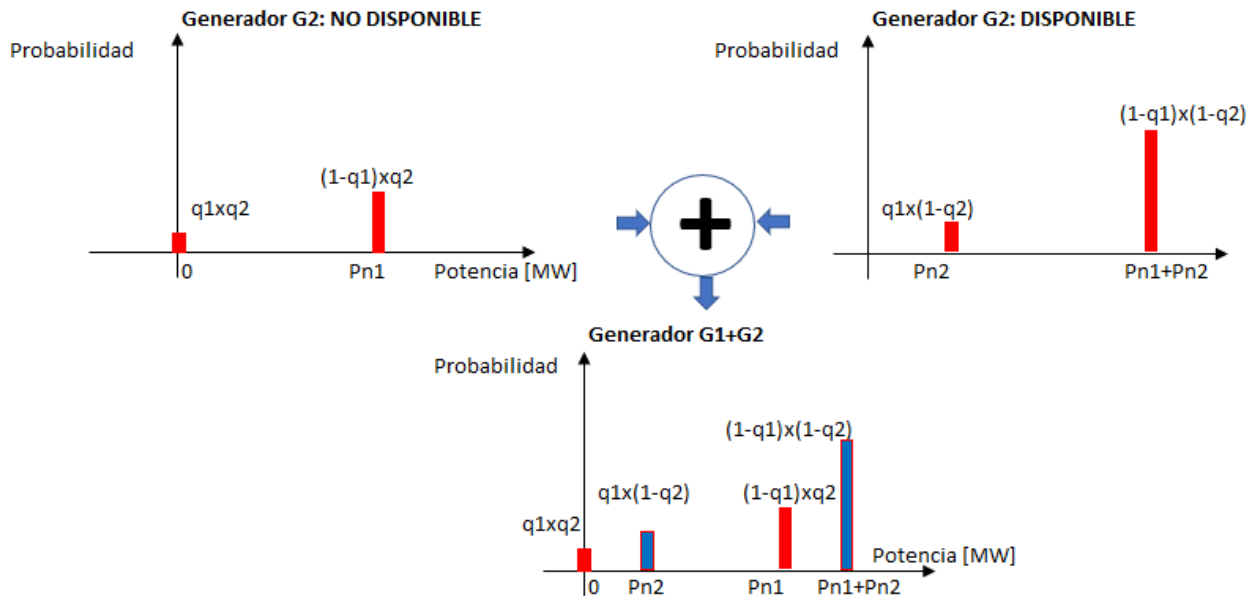 Generador G2: NO DISPONIBLE
Probabilidad
q1xq2
(1-q1)xq2
0
Pn1
Potencia [MW]
Generador G2: DISPONIBLE
Probabilidad
(1-q1)x(1-q2)
q1x(1-q2)
Pn2
Pn1+Pn2
+
Generador G1+G2
Probabilidad
(1-q1)x(1-q2)
q1x(1-q2)
(1-q1)xq2
q1xq2
Potencia [MW]
0
Pn2
Pn1
Pn1+Pn2